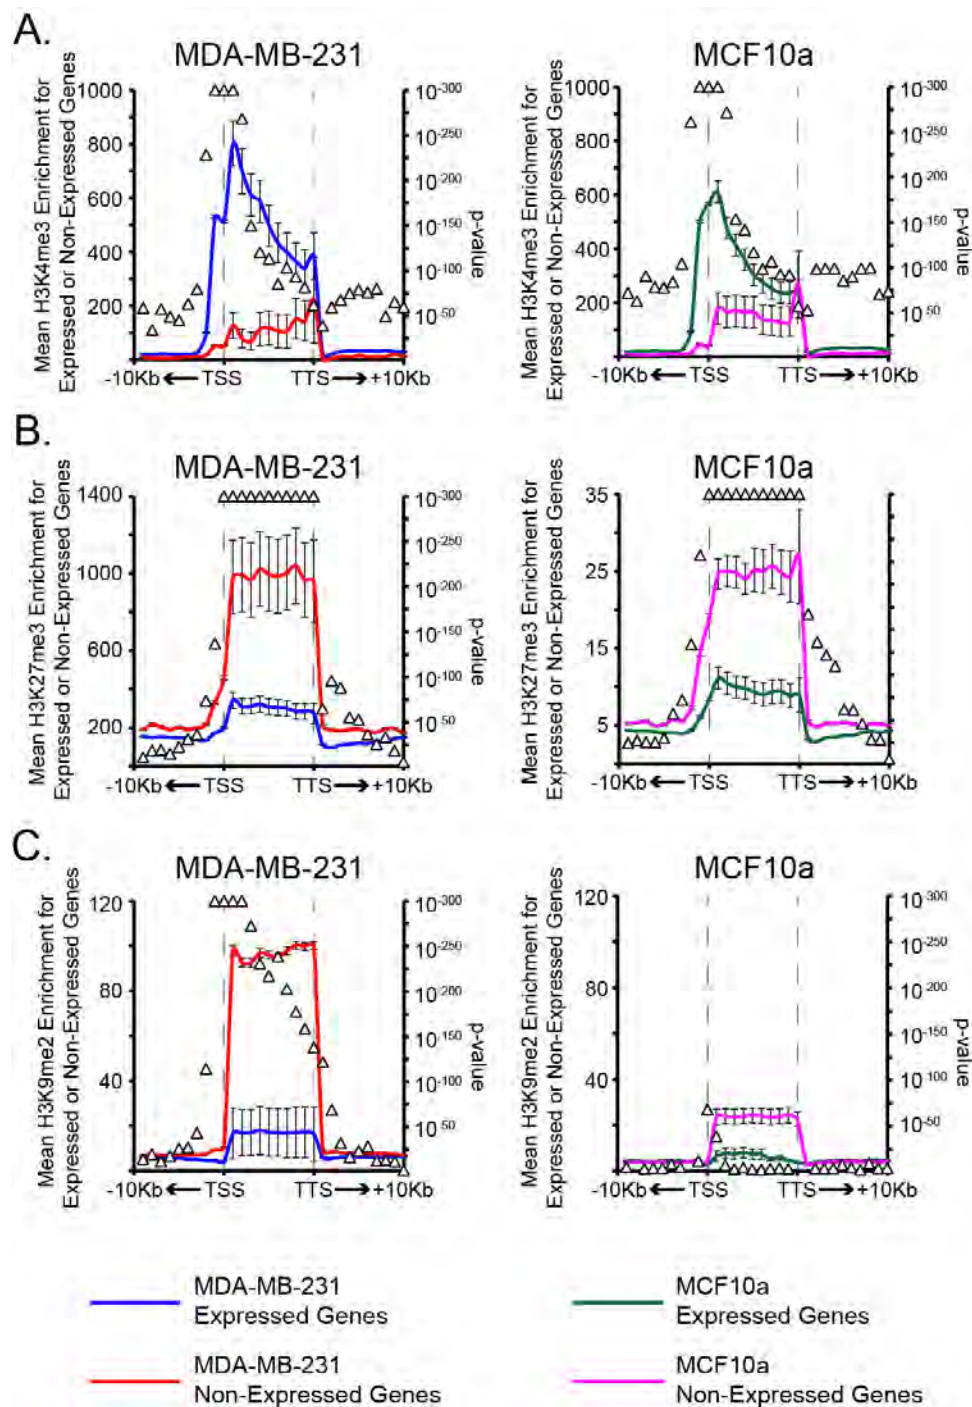 A.
MDA-MB-231
MCF10a
Mean H3K4me3 Enrichment for
Expressed or Non-Expressed Genes
1000
800
600
400
200
10-300
10-250
10-200
10-150
10-100
10-50
p-value
-10Kb TSS TTS +10Kb
Mean H3K4me3 Enrichment for
Expressed or Non-Expressed Genes
1000
800
600
400
200
10-300
10-250
10-200
10-150
10-100
10-50
p-value
-10Kb TSS TTS +10Kb
B.
MDA-MB-231
MCF10a
Mean H3K27me3 Enrichment for
Expressed or Non-Expressed Genes
1400
1000
600
200
10-300
10-250
10-200
10-150
10-100
10-50
p-value
-10Kb TSS TTS +10Kb
Mean H3K27me3 Enrichment for
Expressed or Non-Expressed Genes
35
25
15
5
10-300
10-250
10-200
10-150
10-100
10-50
p-value
-10Kb TSS TTS +10Kb
C.
MDA-MB-231
MCF10a
Mean H3K9me2 Enrichment for
Expressed or Non-Expressed Genes
120
80
40
10-300
10-250
10-200
10-150
10-100
10-50
p-value
-10Kb TSS TTS +10Kb
Mean H3K9me2 Enrichment for
Expressed or Non-Expressed Genes
120
80
40
10-300
10-250
10-200
10-150
10-100
10-50
p-value
-10Kb TSS TTS +10Kb
MDA-MB-231
Expressed Genes
MCF10a
Expressed Genes
MDA-MB-231
Non-Expressed Genes
MCF10a
Non-Expressed Genes